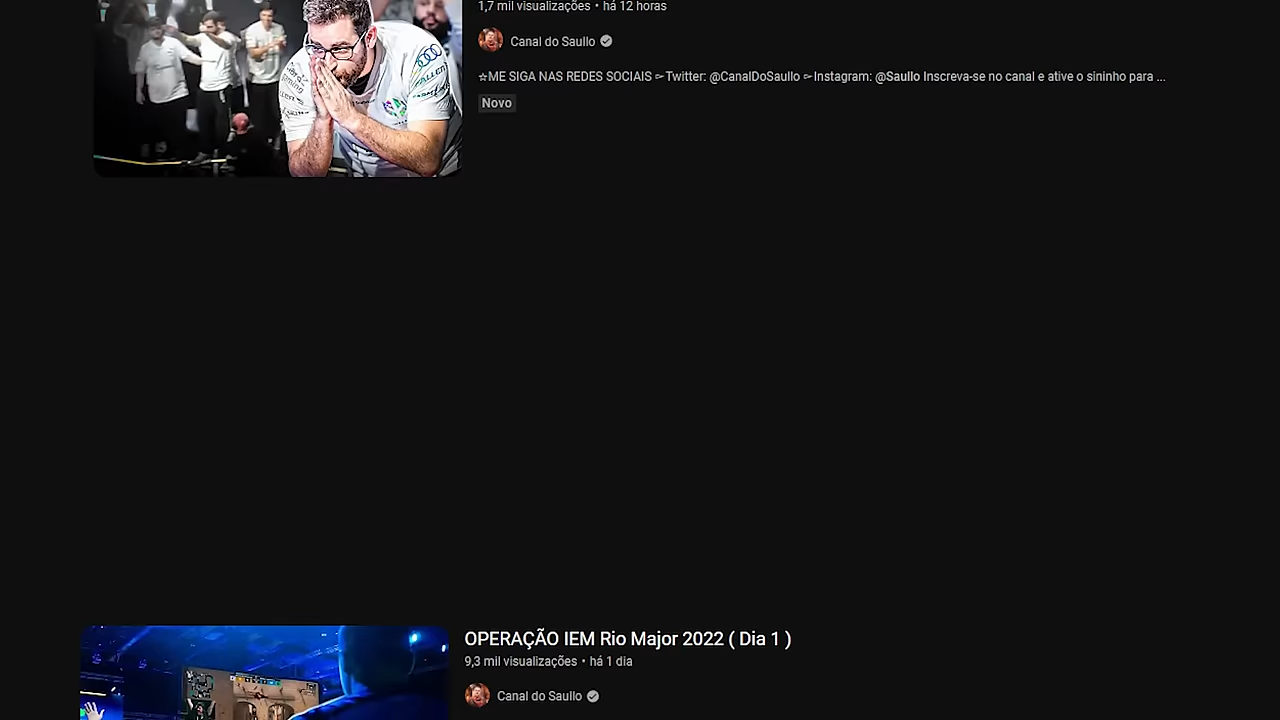 1,7 mil visualizações • há 12 horas
Canal do Saullo
☆ME SIGA NAS REDES SOCIAIS ➣Twitter: @CanalDoSaullo ➣Instagram: @Saullo Inscreva-se no canal e ative o sininho para ...
Novo
OPERAÇÃO IEM Rio Major 2022 ( Dia 1 )
9,3 mil visualizações • há 1 dia
Canal do Saullo